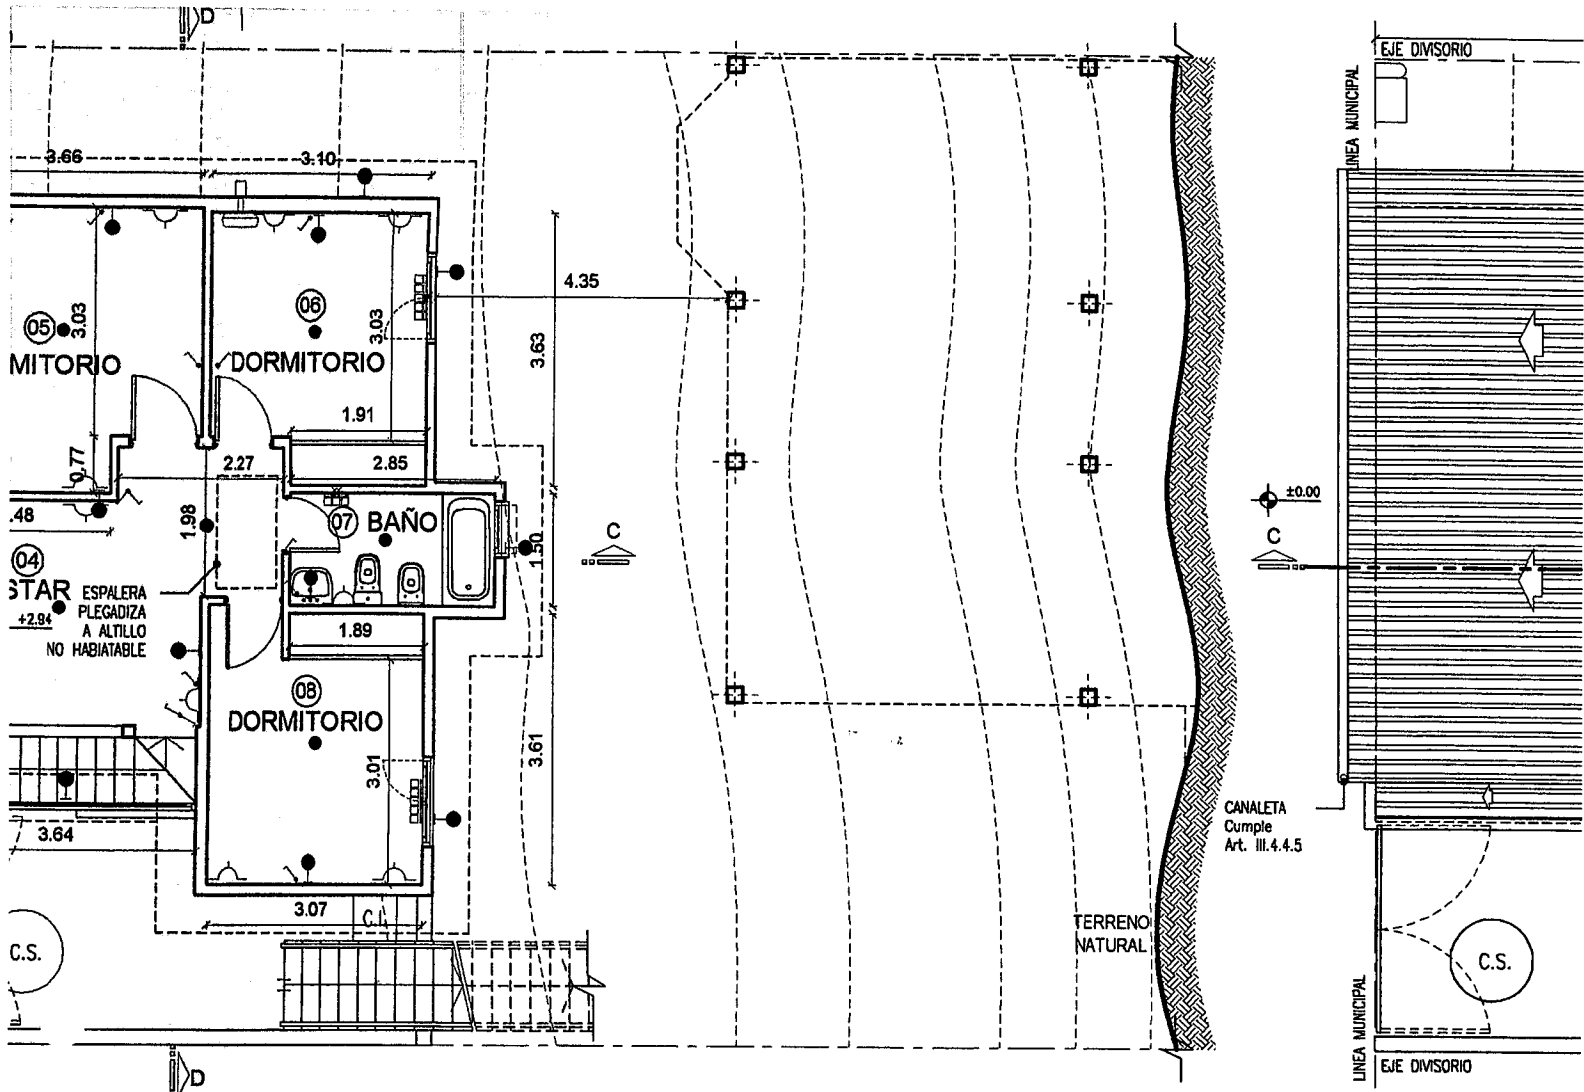 D
EJE DIVISORIO
LINEA MUNICIPAL
3.66
3.10
4.35
06
3.03
3.03
05
3.63
MITORIO
DORMITORIO
1.91
0.77
2.27
2.85
±0.00
.48
1.98
07
BAÑO
C
C
1.50
04
STAR
+2.94
ESPALERA
PLEGADIZA
A ALTILLO
NO HABIATABLE
1.89
08
DORMITORIO
3.01
3.61
CANALETA
Cumple
Art. III.4.4.5
3.64
3.07
C.I.
TERRENO
NATURAL
C.S.
C.S.
LINEA MUNICIPAL
EJE DIVISORIO
D